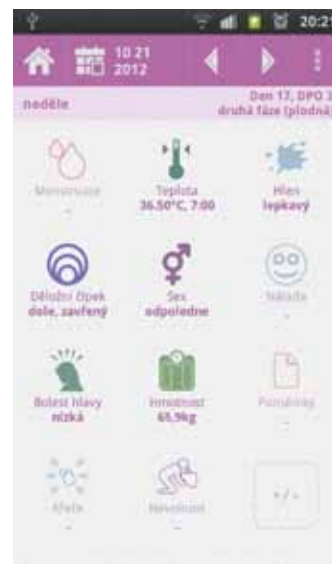 20:21
10 21
2012
neděle
Den 17, DPO 3
druhá fáze (plodná)
Menstruace
-
Teplota
36.50°C, 7:00
Hlen
lepkavý
Děložní čípek
dole, zavřený
Sex
odpoledne
Nálada
-
Bolest hlavy
nízká
Hmotnost
65.9kg
Poznámky
-
Křeče
-
Nevolnost
-
+/-